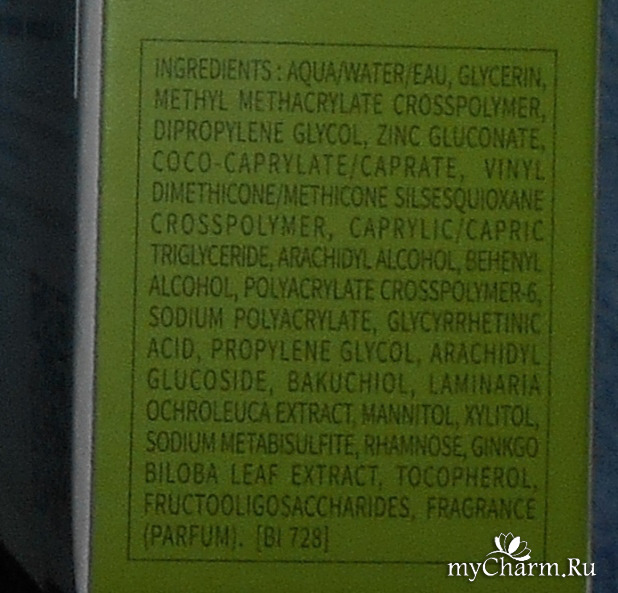 INGREDIENTS : AQUA/WATER/EAU, GLYCERIN,
METHYL METHACRYLATE CROSSPOLYMER,
DIPROPYLENE GLYCOL, ZINC GLUCONATE,
COCO-CAPRYLATE/CAPRATE, VINYL
DIMETHICONE/METHICONE SILSESQUIOXANE
CROSSPOLYMER, CAPRYLIC/CAPRIC
TRIGLYCERIDE, ARACHIDYL ALCOHOL, BEHENYL
ALCOHOL, POLYACRYLATE CROSSPOLYMER-6,
SODIUM POLYACRYLATE, GLYCYRRHETINIC
ACID, PROPYLENE GLYCOL, ARACHIDYL
GLUCOSIDE, BAKUCHIOL, LAMINARIA
OCHROLEUCA EXTRACT, MANNITOL, XYLITOL,
SODIUM METABISULFITE, RHAMNOSE, GINKGO
BILOBA LEAF EXTRACT, TOCOPHEROL,
FRUCTOOLIGOSACCHARIDES, FRAGRANCE
(PARFUM). [BI 728]
myCharm.Ru